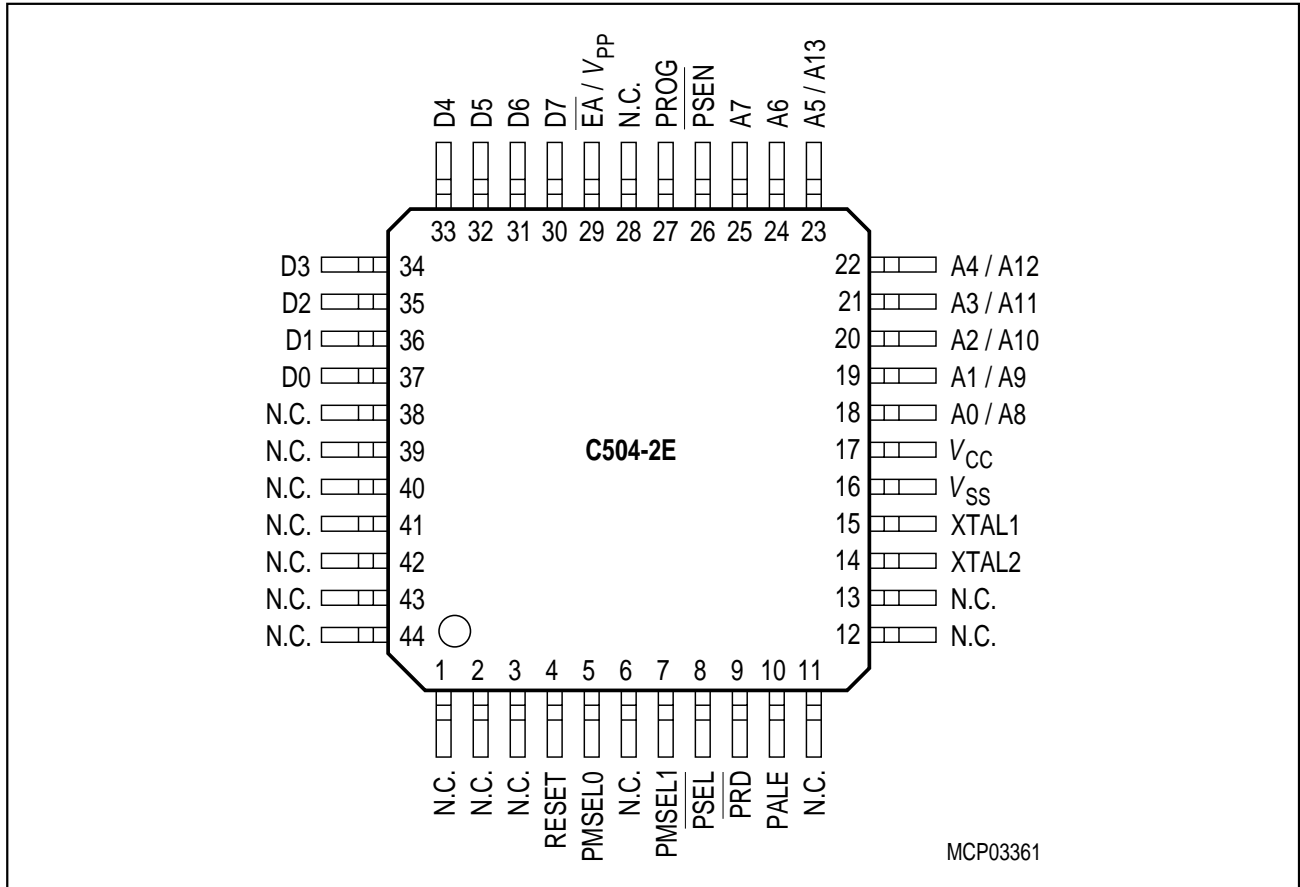 D4
D5
D6
D7
EA / VPP
N.C.
PROG
PSEN
A7
A6
A5 / A13
33 32 31 30 29 28 27 26 25 24 23
D3 34
D2 35
D1 36
D0 37
N.C. 38
N.C. 39
N.C. 40
N.C. 41
N.C. 42
N.C. 43
N.C. 44
C504-2E
22 A4 / A12
21 A3 / A11
20 A2 / A10
19 A1 / A9
18 A0 / A8
17 VCC
16 VSS
15 XTAL1
14 XTAL2
13 N.C.
12 N.C.
1 2 3 4 5 6 7 8 9 10 11
N.C.
N.C.
N.C.
RESET
PMSEL0
N.C.
PMSEL1
PSEL
PRD
PALE
N.C.
MCP03361